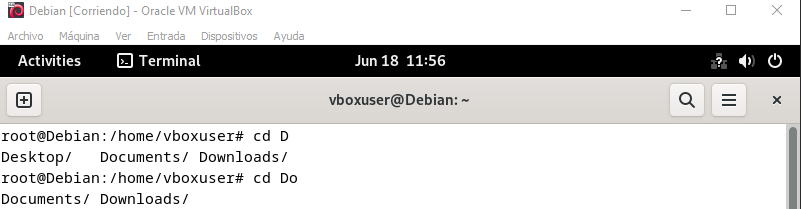 Debian [Corriendo] - Oracle VM VirtualBox
Archivo Máquina Ver Entrada Dispositivos Ayuda
Activities Terminal Jun 18 11:56
vboxuser@Debian: ~
root@Debian:/home/vboxuser# cd D
Desktop/ Documents/ Downloads/
root@Debian:/home/vboxuser# cd Do
Documents/ Downloads/